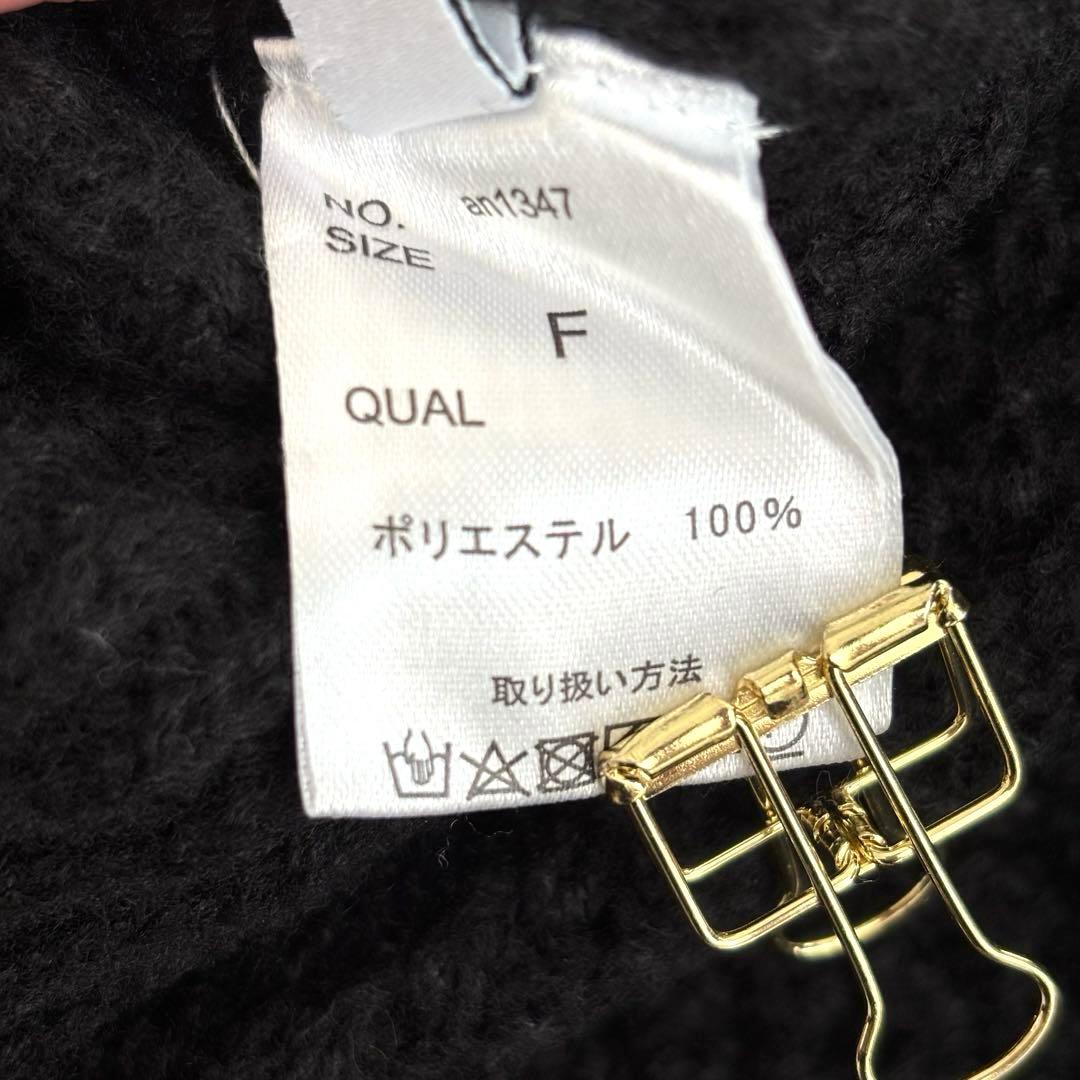 NO. an1347
SIZE
F
QUAL
ポリエステル 100%
取り扱い方法